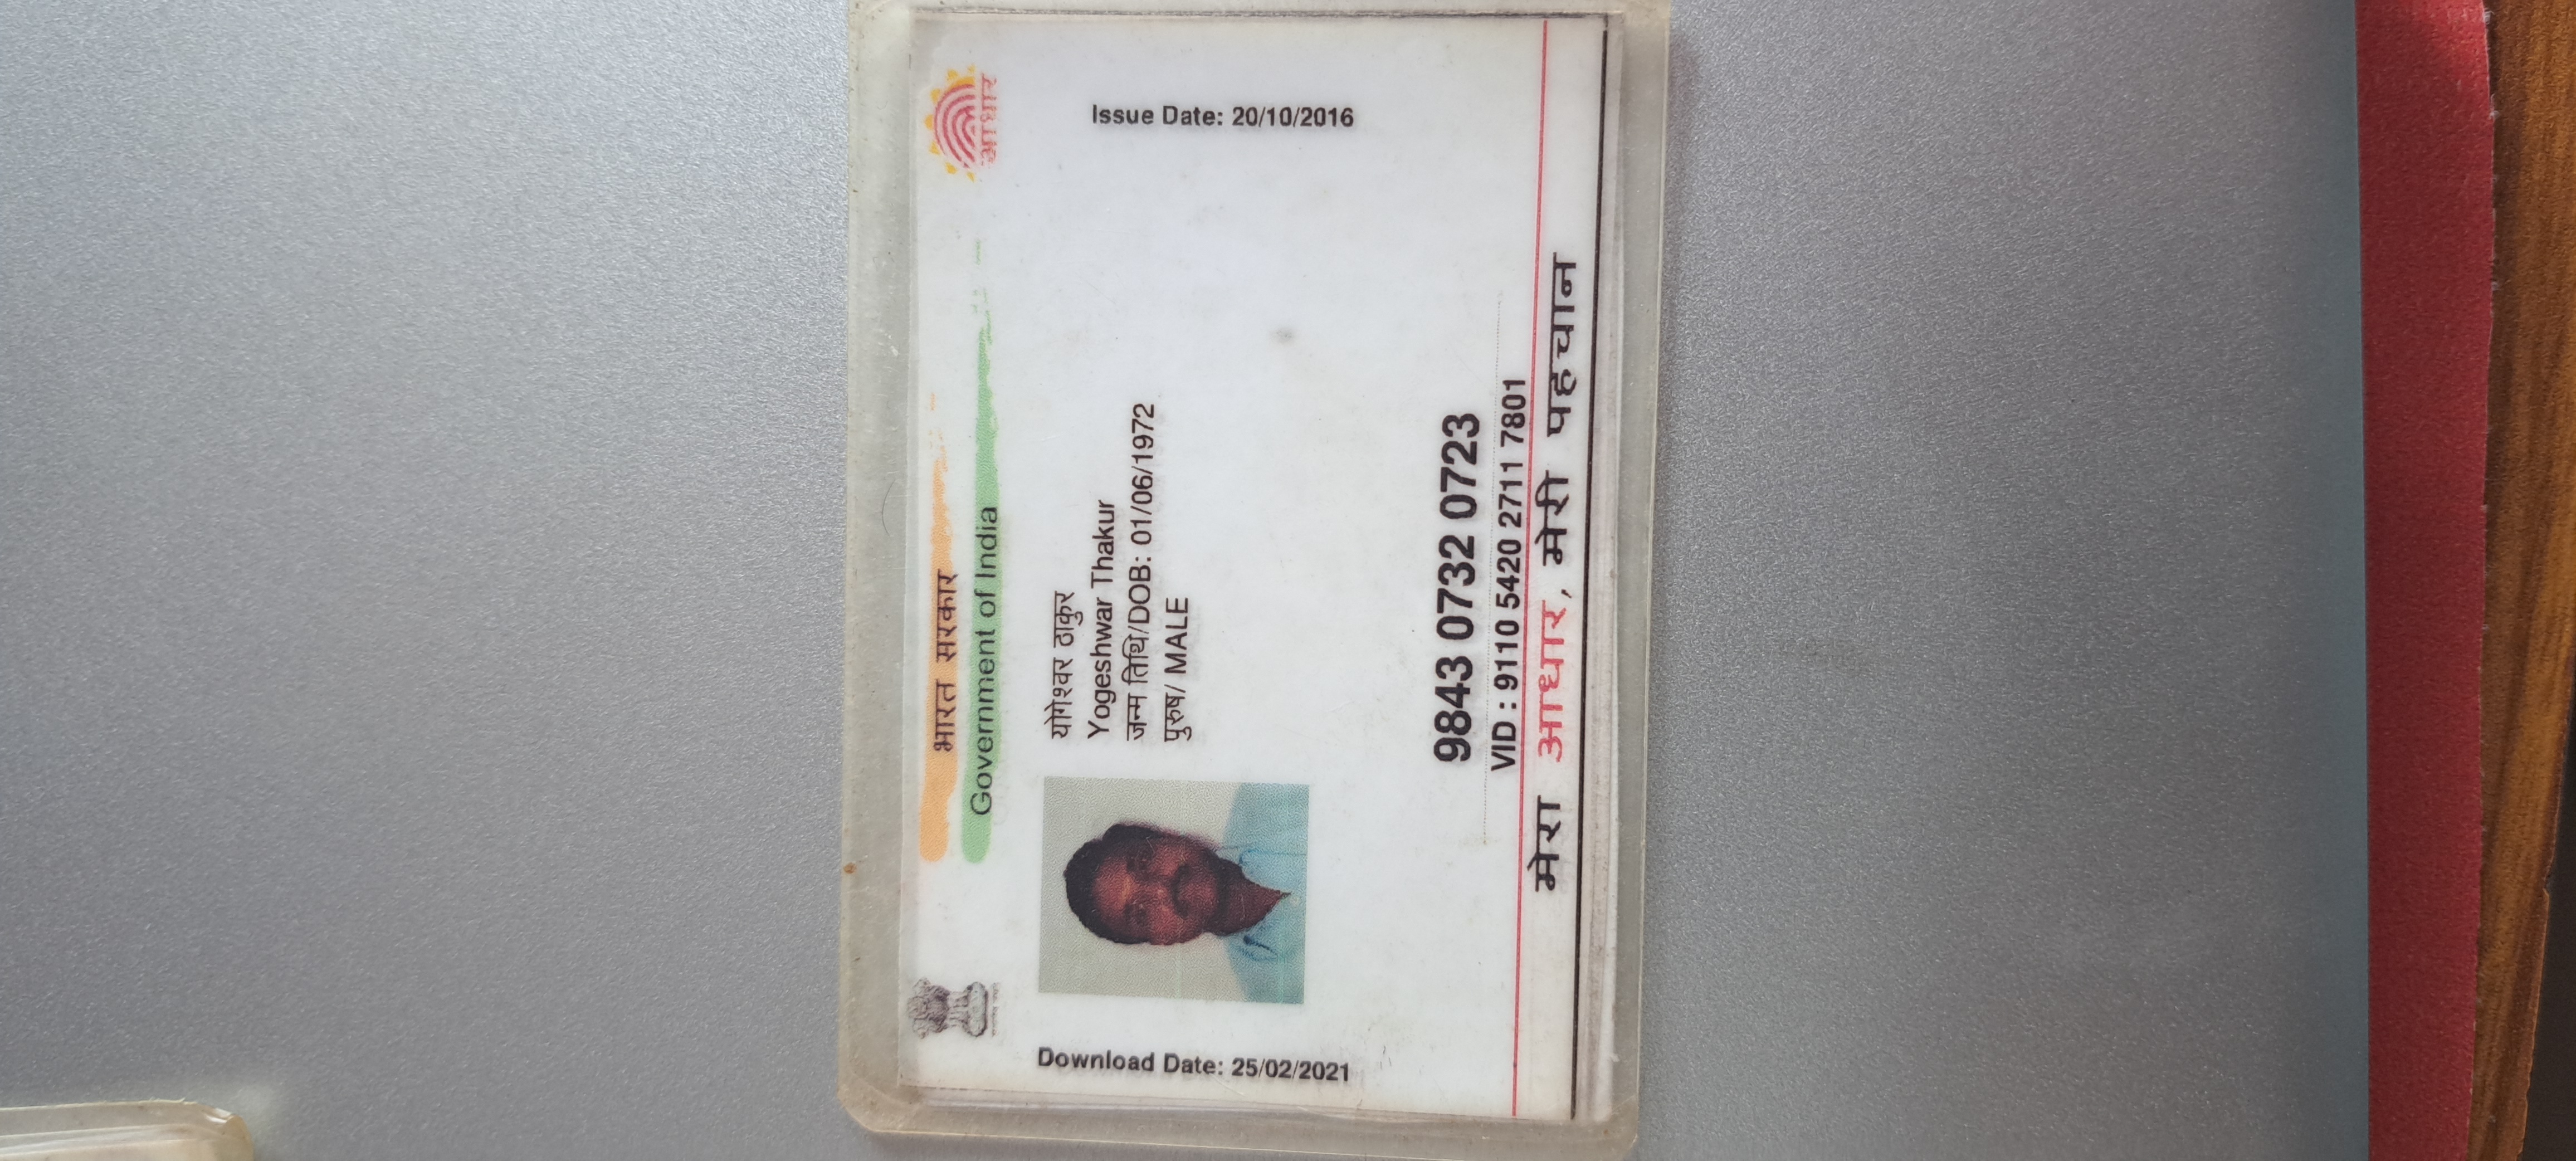 भारत सरकार
Government of India
आधार
Issue Date: 20/10/2016
Download Date: 25/02/2021
योगेश्वर ठाकुर
Yogeshwar Thakur
जन्म तिथि/DOB: 01/06/1972
पुरुष/ MALE
9843 0732 0723
VID : 9110 5420 2711 7801
मेरा आधार, मेरी पहचान